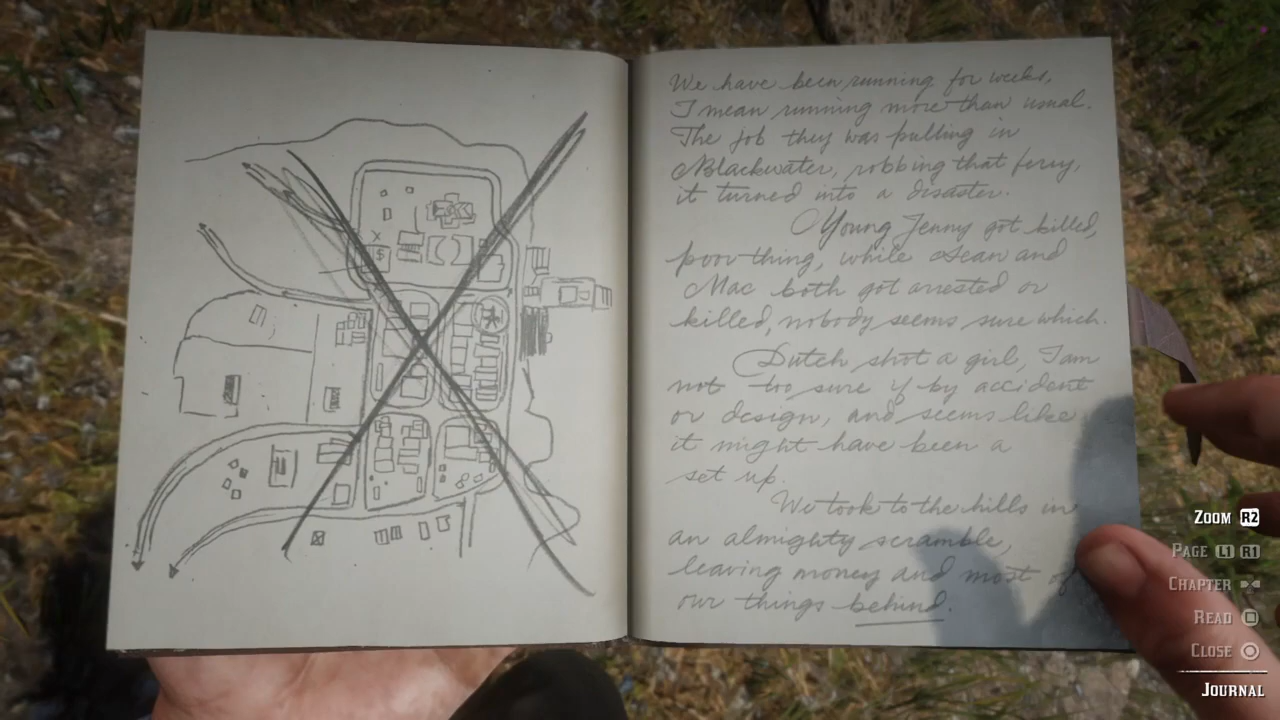 We have been running for weeks,
I mean running more than usual.
The job they was pulling in
Blackwater, robbing that ferry,
it turned into a disaster.
Young Jenny got killed,
poor thing, while Sean and
Mac both got arrested or
killed, nobody seems sure which.
Dutch shot a girl, I am
not too sure if by accident
or design, and seems like
it might have been a
set up.
We took to the hills in
an almighty scramble,
leaving money and most of
our things behind.
X
$
ZOOM R2
PAGE L1 R1
CHAPTER
READ
CLOSE
JOURNAL